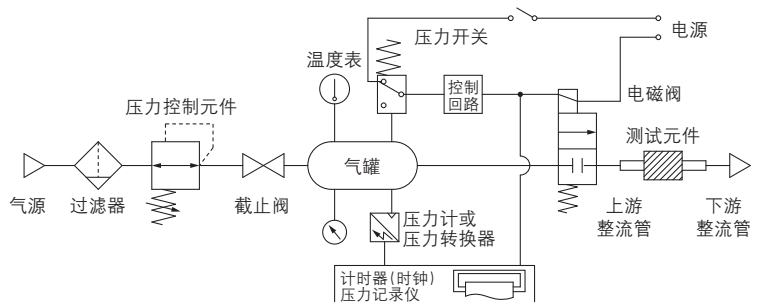 压力开关
电源
温度表
控制
回路
电磁阀
压力控制元件
测试元件
气罐
气源
过滤器
截止阀
压力计或
压力转换器
上游
整流管
下游
整流管
计时器(时钟)
压力记录仪